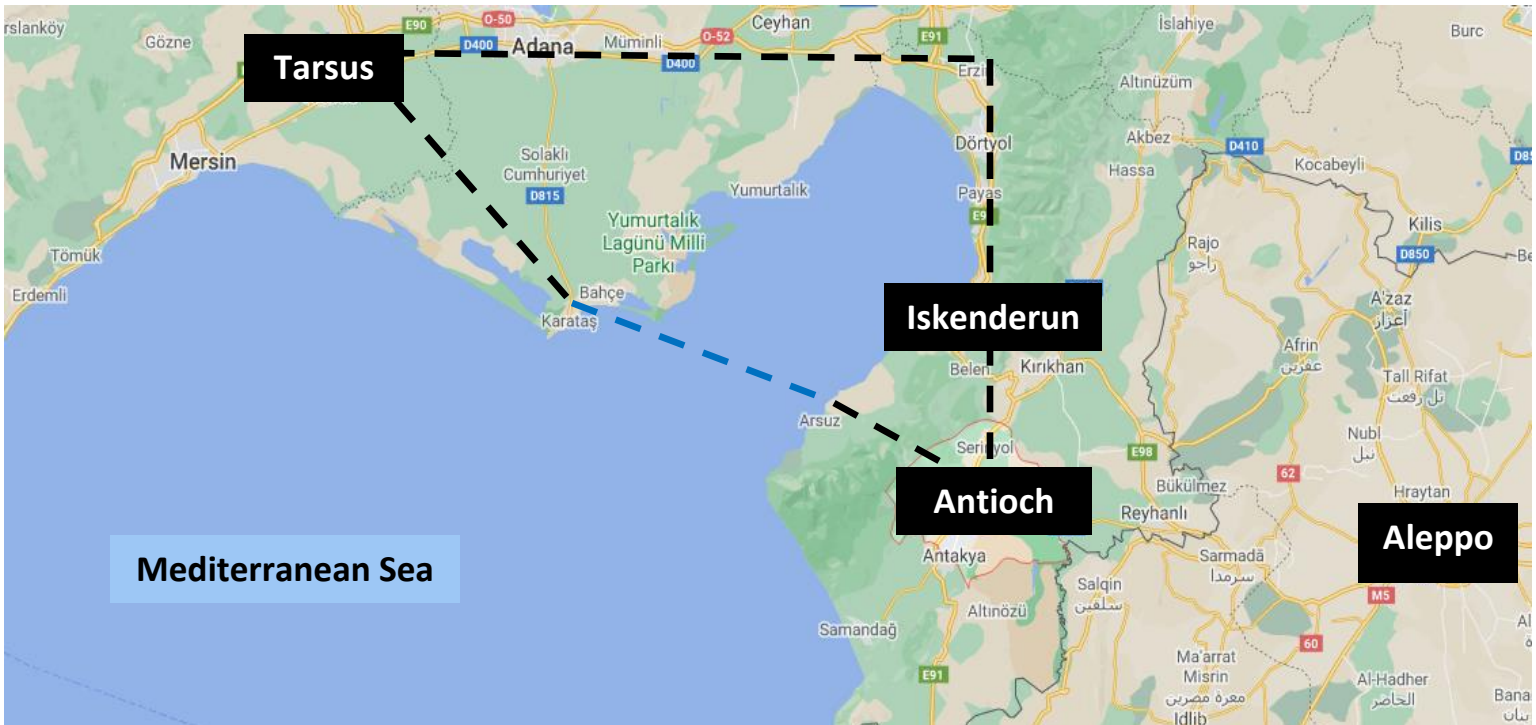 rslanköy
Gözne
E90
O-50
D400
Adana
Müminli
O-52
Ceyhan
E91
İslahiye
Burc
Tarsus
D400
Erzin
Altınüzüm
Mersin
Solaklı
Cumhuriyet
D815
Dörtyol
Akbez
D410
Kocabeyli
Hassa
Yumurtalık
Payas
Yumurtalık
Lagünü Milli
Parkı
Kilis
D850
Tömük
Rajo
راجو
Erdemli
Bahçe
Karataş
Iskenderun
A'zaz
أعزاز
Belen
Kırıkhan
Afrin
عفرين
Tall Rifat
تل رفعت
Arsuz
Serinyol
Nubl
نبل
E98
62
Antioch
Bükülmez
Reyhanlı
Hraytan
Aleppo
Mediterranean Sea
Antakya
Sarmadā
سرمدا
Salqin
سلقين
M5
Altınözü
Samandağ
60
E91
Ma'arrat
Misrin
معرة مصرين
Al-Hadher
الحاضر
Idlib